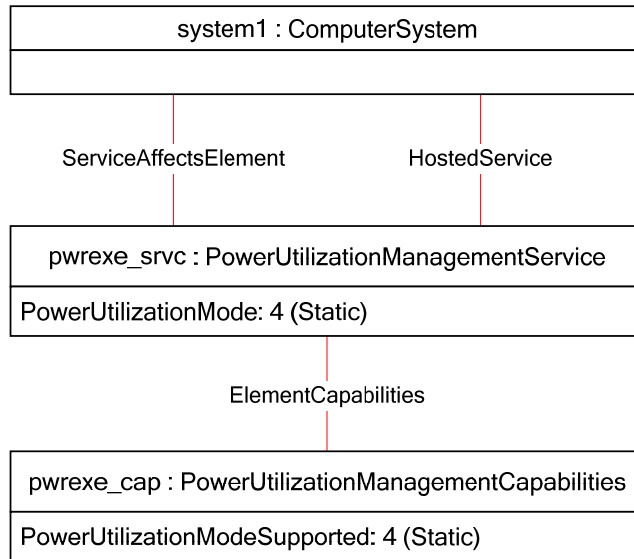 system1 : ComputerSystem
ServiceAffectsElement HostedService
pwrexe_srvc : PowerUtilizationManagementService
PowerUtilizationMode: 4 (Static)
ElementCapabilities
pwrexe_cap : PowerUtilizationManagementCapabilities
PowerUtilizationModeSupported: 4 (Static)